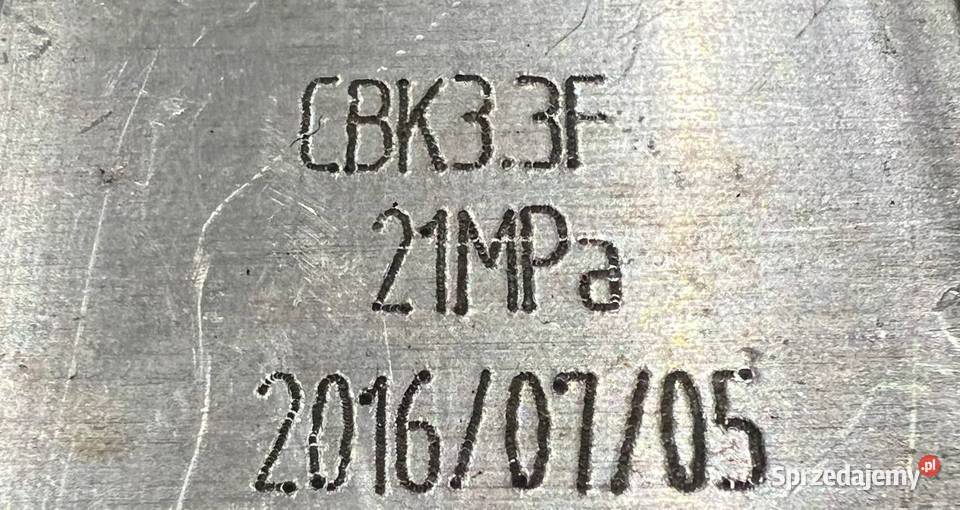 CBK3.3F
21MPa
2016/07/05
Sprzedajemy.pl